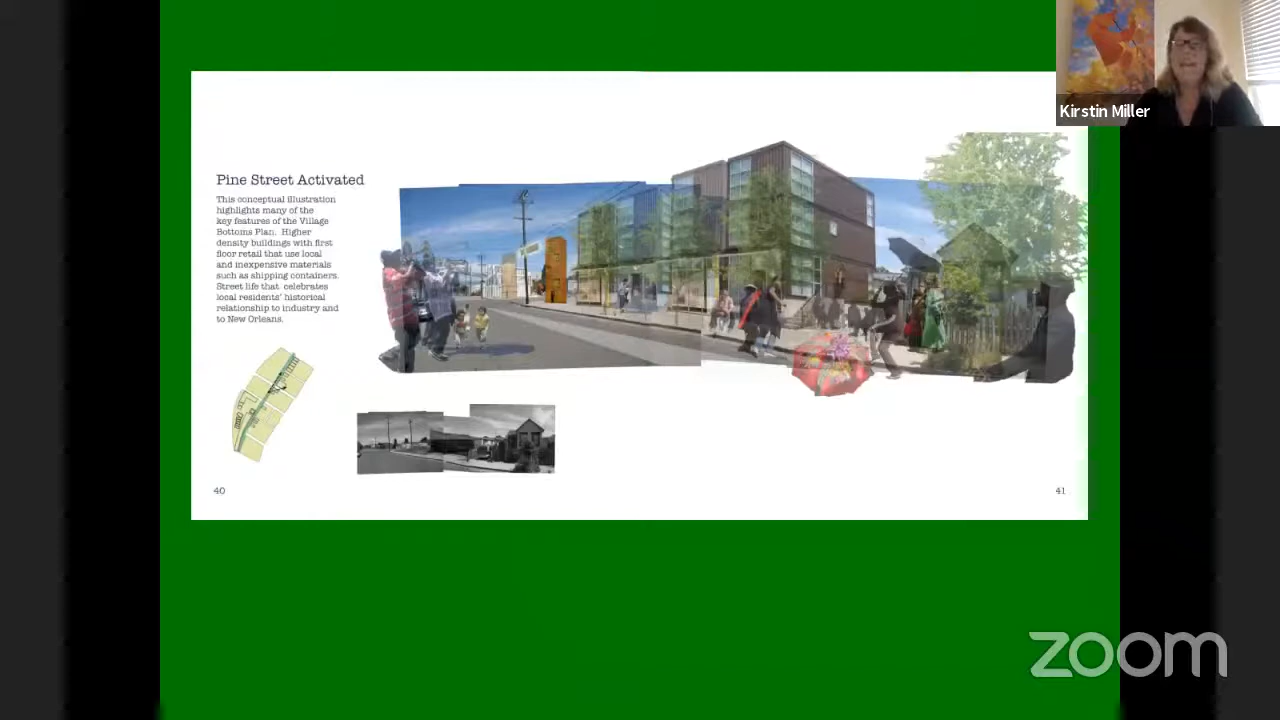 Kirstin Miller
Pine Street Activated
This conceptual illustration
highlights many of the
key features of the Village
Bottoms Plan. Higher
density buildings with first
floor retail that use local
and inexpensive materials
such as shipping containers.
Street life that celebrates
local residents' historical
relationship to industry and
to New Orleans.
40
41
zoom